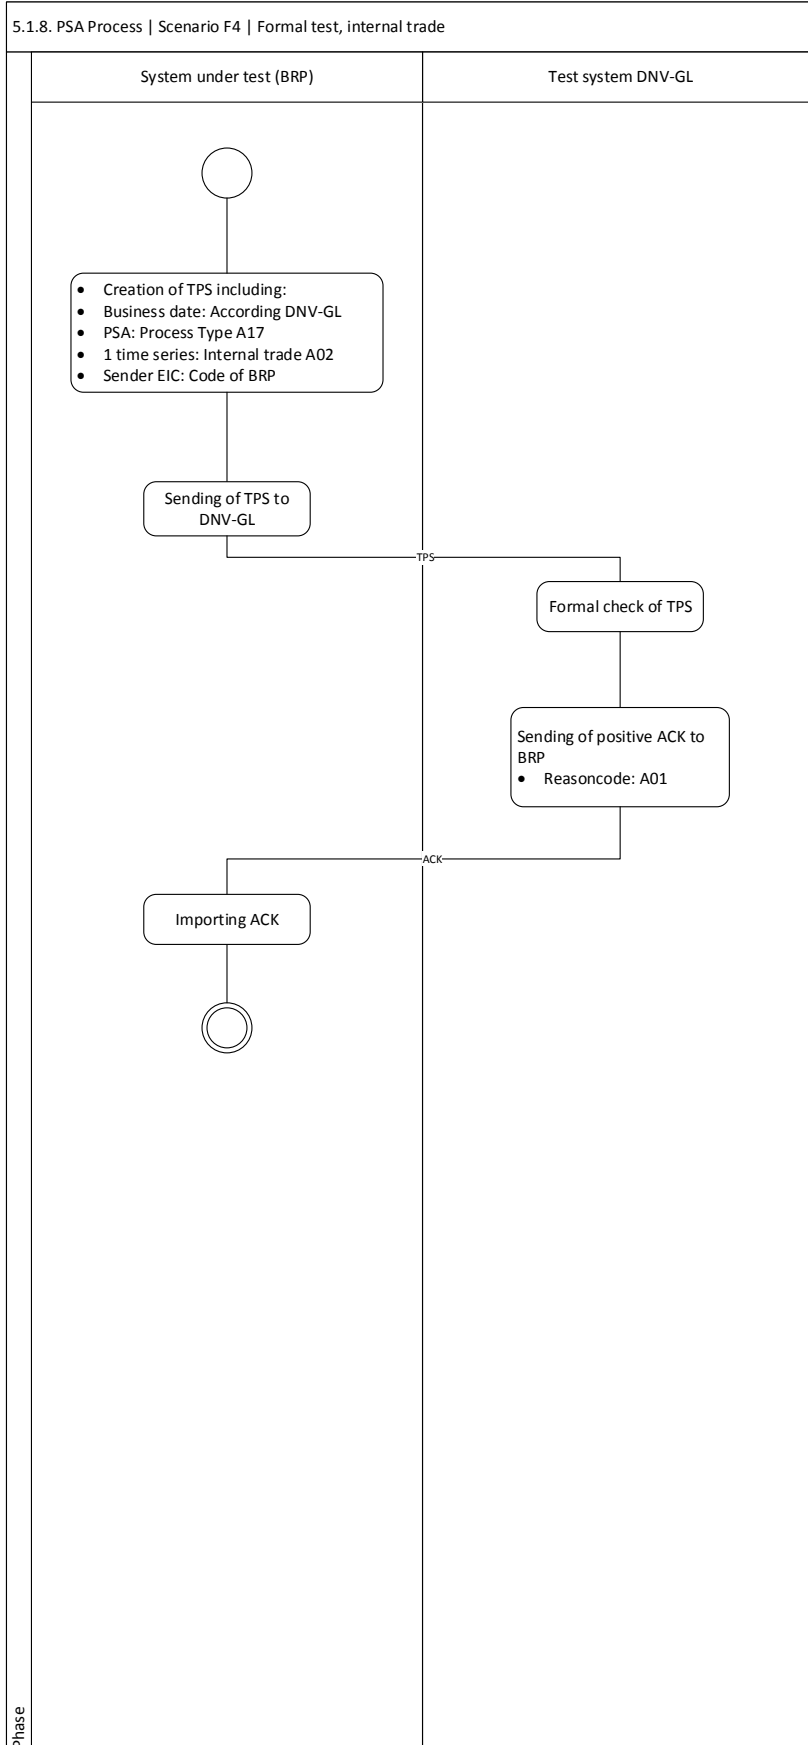 5.1.8. PSA Process | Scenario F4 | Formal test, internal trade
System under test (BRP)
Test system DNV-GL
• Creation of TPS including:
• Business date: According DNV-GL
• PSA: Process Type A17
• 1 time series: Internal trade A02
• Sender EIC: Code of BRP
Sending of TPS to
DNV-GL
TPS
Formal check of TPS
Sending of positive ACK to
BRP
• Reasoncode: A01
ACK
Importing ACK
Phase